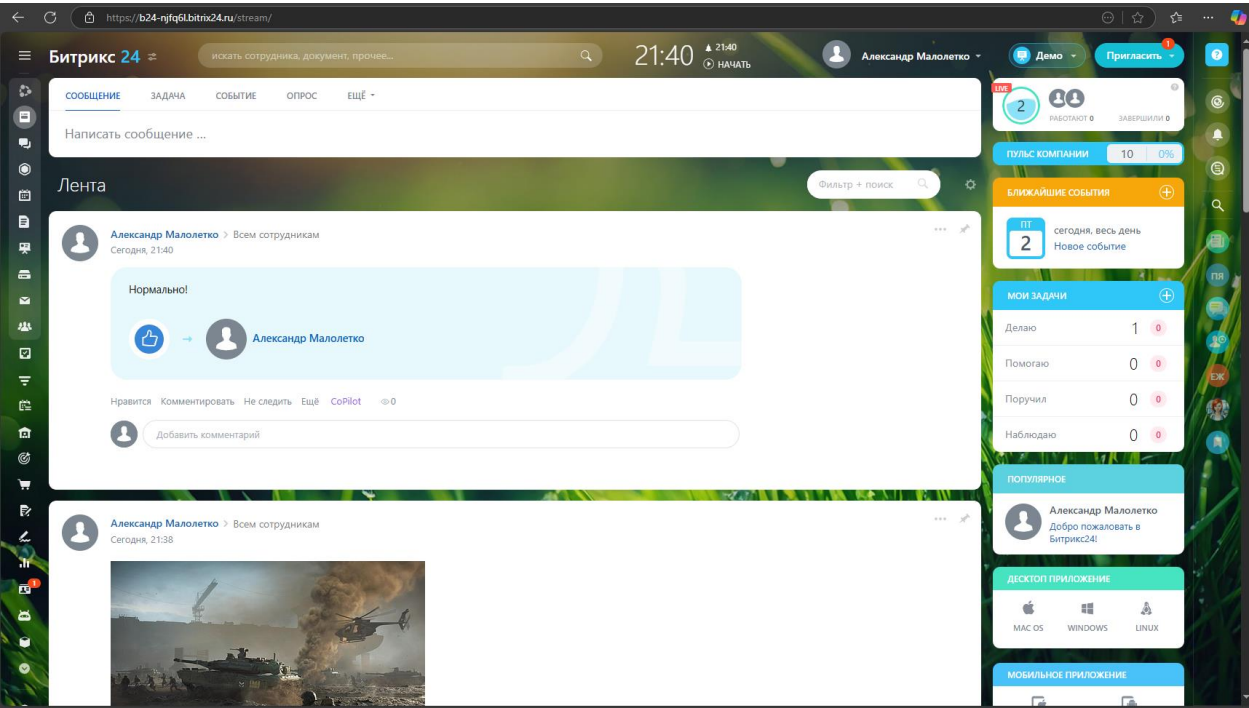 https://b24-njfq6l.bitrix24.ru/stream/
Битрикс 24
искать сотрудника, документ, прочее...
21:40
21:40
НАЧАТЬ
Александр Малолетко
Демо
Пригласить
1
?
СООБЩЕНИЕ ЗАДАЧА СОБЫТИЕ ОПРОС ЕЩЁ
Написать сообщение ...
Лента
Фильтр + поиск
Александр Малолетко > Всем сотрудникам
Сегодня, 21:40
Нормально!
Александр Малолетко
Нравится Комментировать Не следить Ещё CoPilot 0
Добавить комментарий
Александр Малолетко > Всем сотрудникам
Сегодня, 21:38
LIVE
2
РАБОТАЮТ 0 ЗАВЕРШИЛИ 0
ПУЛЬС КОМПАНИИ 10 0%
БЛИЖАЙШИЕ СОБЫТИЯ
ПТ
2
сегодня, весь день
Новое событие
МОИ ЗАДАЧИ
Делаю 1 0
Помогаю 0 0
Поручил 0 0
Наблюдаю 0 0
ПОПУЛЯРНОЕ
Александр Малолетко
Добро пожаловать в
Битрикс24!
ДЕСКТОП ПРИЛОЖЕНИЕ
MAC OS WINDOWS LINUX
МОБИЛЬНОЕ ПРИЛОЖЕНИЕ
ПЯ
ЕЖ
1